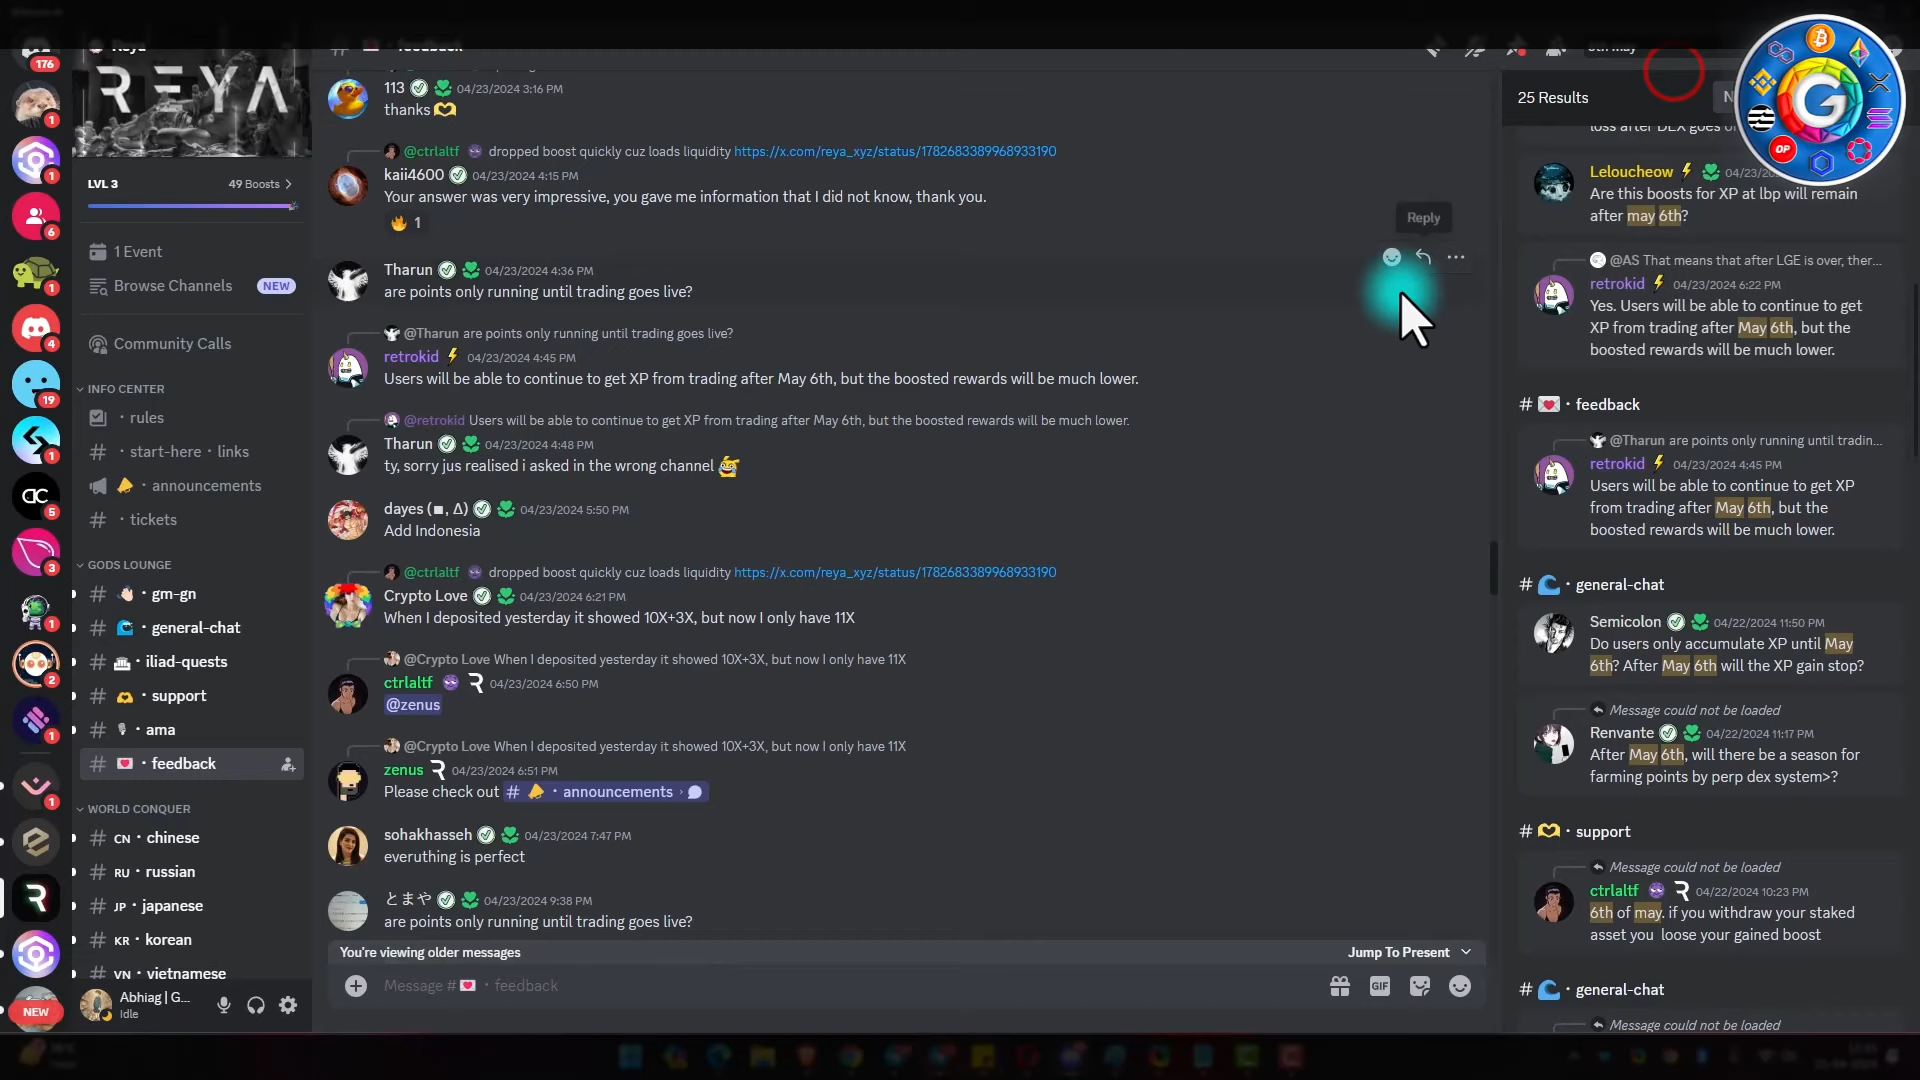 REYA
176
1
1
6
1
4
19
1
5
3
1
2
1
1
NEW
LVL 3
49 Boosts
1 Event
Browse Channels NEW
Community Calls
INFO CENTER
· rules
· start-here · links
· announcements
· tickets
GODS LOUNGE
· gm-gn
· general-chat
· iliad-quests
· support
· ama
· feedback
WORLD CONQUER
CN · chinese
RU · russian
JP · japanese
KR · korean
VN · vietnamese
Abhiag | G...
Idle
113 04/23/2024 3:16 PM
thanks
@ctrlaltf dropped boost quickly cuz loads liquidity https://x.com/reya_xyz/status/1782683389968933190
kaii4600 04/23/2024 4:15 PM
Your answer was very impressive, you gave me information that I did not know, thank you.
1
Reply
Tharun 04/23/2024 4:36 PM
are points only running until trading goes live?
@Tharun are points only running until trading goes live?
retrokid 04/23/2024 4:45 PM
Users will be able to continue to get XP from trading after May 6th, but the boosted rewards will be much lower.
@retrokid Users will be able to continue to get XP from trading after May 6th, but the boosted rewards will be much lower.
Tharun 04/23/2024 4:48 PM
ty, sorry jus realised i asked in the wrong channel
dayes (■, Δ) 04/23/2024 5:50 PM
Add Indonesia
@ctrlaltf dropped boost quickly cuz loads liquidity https://x.com/reya_xyz/status/1782683389968933190
Crypto Love 04/23/2024 6:21 PM
When I deposited yesterday it showed 10X+3X, but now I only have 11X
@Crypto Love When I deposited yesterday it showed 10X+3X, but now I only have 11X
ctrlaltf 04/23/2024 6:50 PM
@zenus
@Crypto Love When I deposited yesterday it showed 10X+3X, but now I only have 11X
zenus 04/23/2024 6:51 PM
Please check out # · announcements ›
sohakhasseh 04/23/2024 7:47 PM
everuthing is perfect
とまや 04/23/2024 9:38 PM
are points only running until trading goes live?
You're viewing older messages Jump To Present
Message # · feedback
GIF
25 Results
G
OP
loss after DEX goes
Leloucheow
Are this boosts for XP at lbp will remain
after may 6th?
@AS That means that after LGE is over, ther...
retrokid 04/23/2024 6:22 PM
Yes. Users will be able to continue to get
XP from trading after May 6th, but the
boosted rewards will be much lower.
# · feedback
@Tharun are points only running until tradin...
retrokid 04/23/2024 4:45 PM
Users will be able to continue to get XP
from trading after May 6th, but the
boosted rewards will be much lower.
# · general-chat
Semicolon 04/22/2024 11:50 PM
Do users only accumulate XP until May
6th? After May 6th will the XP gain stop?
Message could not be loaded
Renvante 04/22/2024 11:17 PM
After May 6th, will there be a season for
farming points by perp dex system>?
# · support
Message could not be loaded
ctrlaltf 04/22/2024 10:23 PM
6th of may. if you withdraw your staked
asset you loose your gained boost
# · general-chat
Message could not be loaded